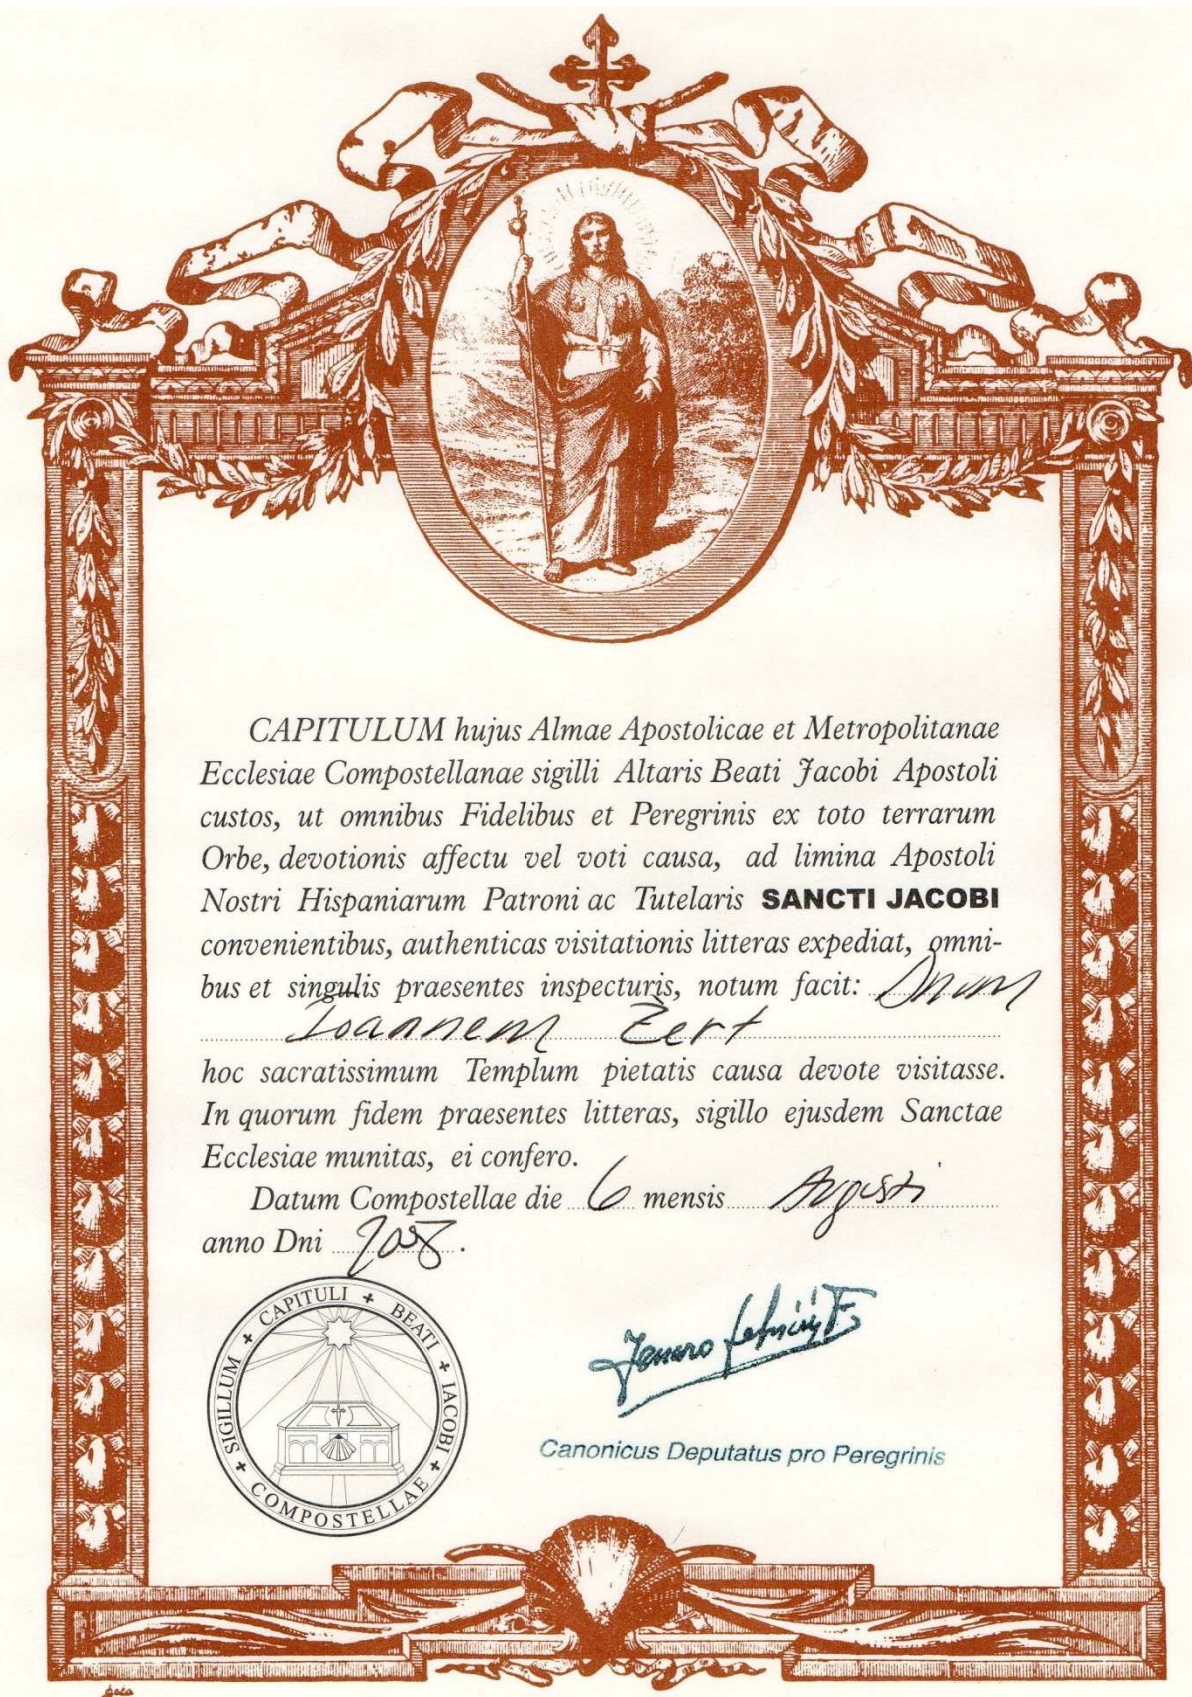 CAPITULUM hujus Almae Apostolicae et Metropolitanae
Ecclesiae Compostellanae sigilli Altaris Beati Jacobi Apostoli
custos, ut omnibus Fidelibus et Peregrinis ex toto terrarum
Orbe, devotionis affectu vel voti causa, ad limina Apostoli
Nostri Hispaniarum Patroni ac Tutelaris SANCTI JACOBI
convenientibus, authenticas visitationis litteras expediat, omni-
bus et singulis praesentes inspecturis, notum facit: Dnum
Ioannem Žert
hoc sacratissimum Templum pietatis causa devote visitasse.
In quorum fidem praesentes litteras, sigillo ejusdem Sanctae
Ecclesiae munitas, ei confero.
Datum Compostellae die 6 mensis Augusti
anno Dni 2008.
SIGILLUM + CAPITULI + BEATI + IACOBI + COMPOSTELLAE +
Canonicus Deputatus pro Peregrinis